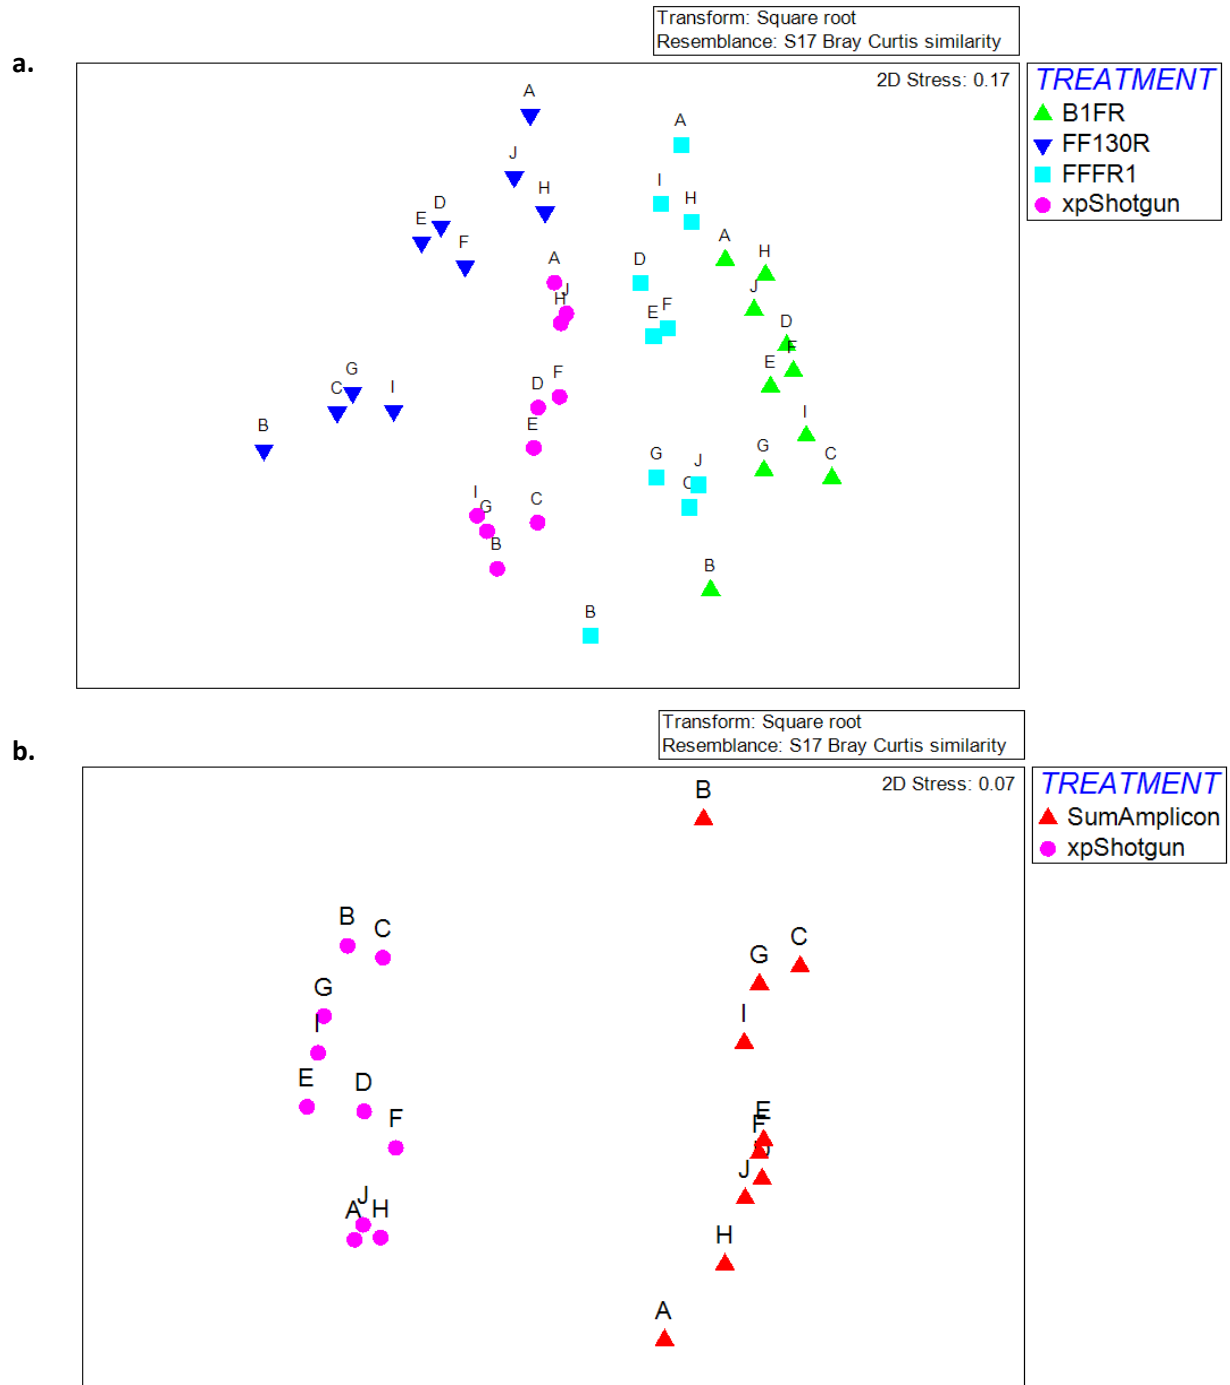 Transform: Square root
Resemblance: S17 Bray Curtis similarity
a.
2D Stress: 0.17
TREATMENT
B1FR
FF130R
FFFR1
xpShotgun
A
A
J
I
H
H
D
E
F
A
H
D
A
J
H
J
E
F
D
F
E
G
C
I
F
D
I
B
E
C
G
J
I
G
C
G
C
B
B
B
Transform: Square root
Resemblance: S17 Bray Curtis similarity
b.
2D Stress: 0.07
TREATMENT
SumAmplicon
xpShotgun
B
B
C
C
G
G
I
I
E
D
F
E
F
J
A
J
H
H
A